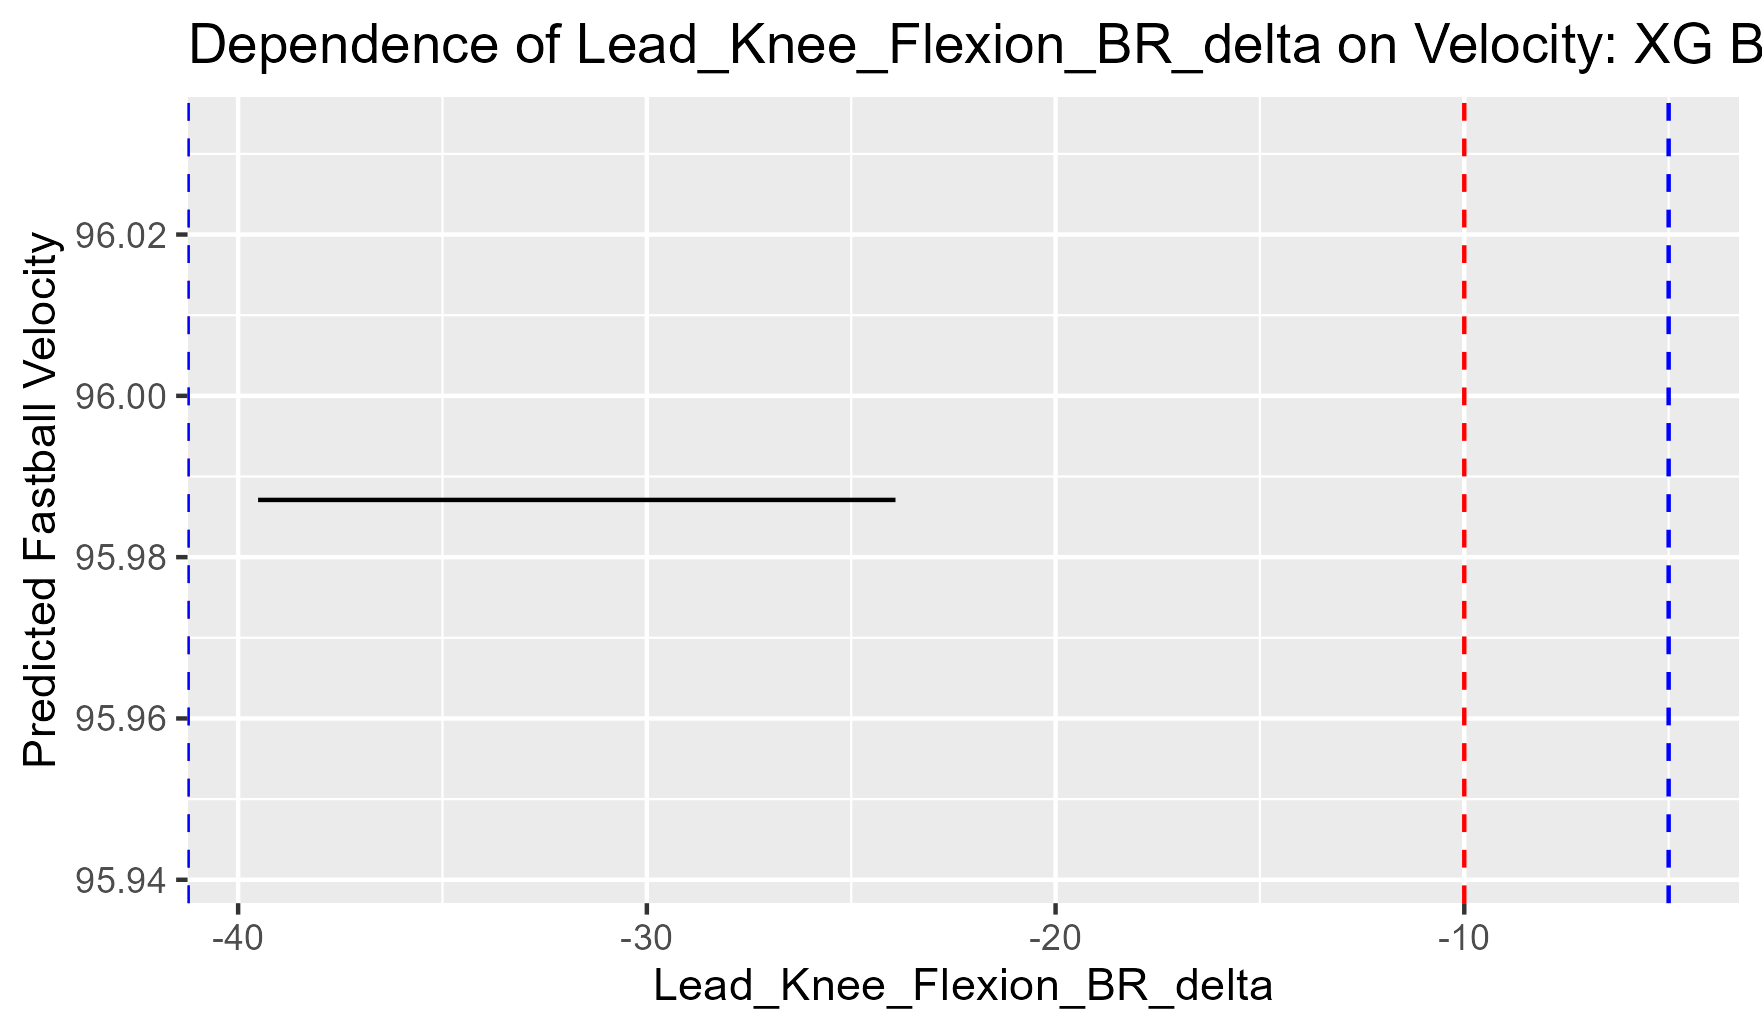 Dependence of Lead_Knee_Flexion_BR_delta on Velocity: XG B
Predicted Fastball Velocity
96.02
96.00
95.98
95.96
95.94
-40 -30 -20 -10
Lead_Knee_Flexion_BR_delta